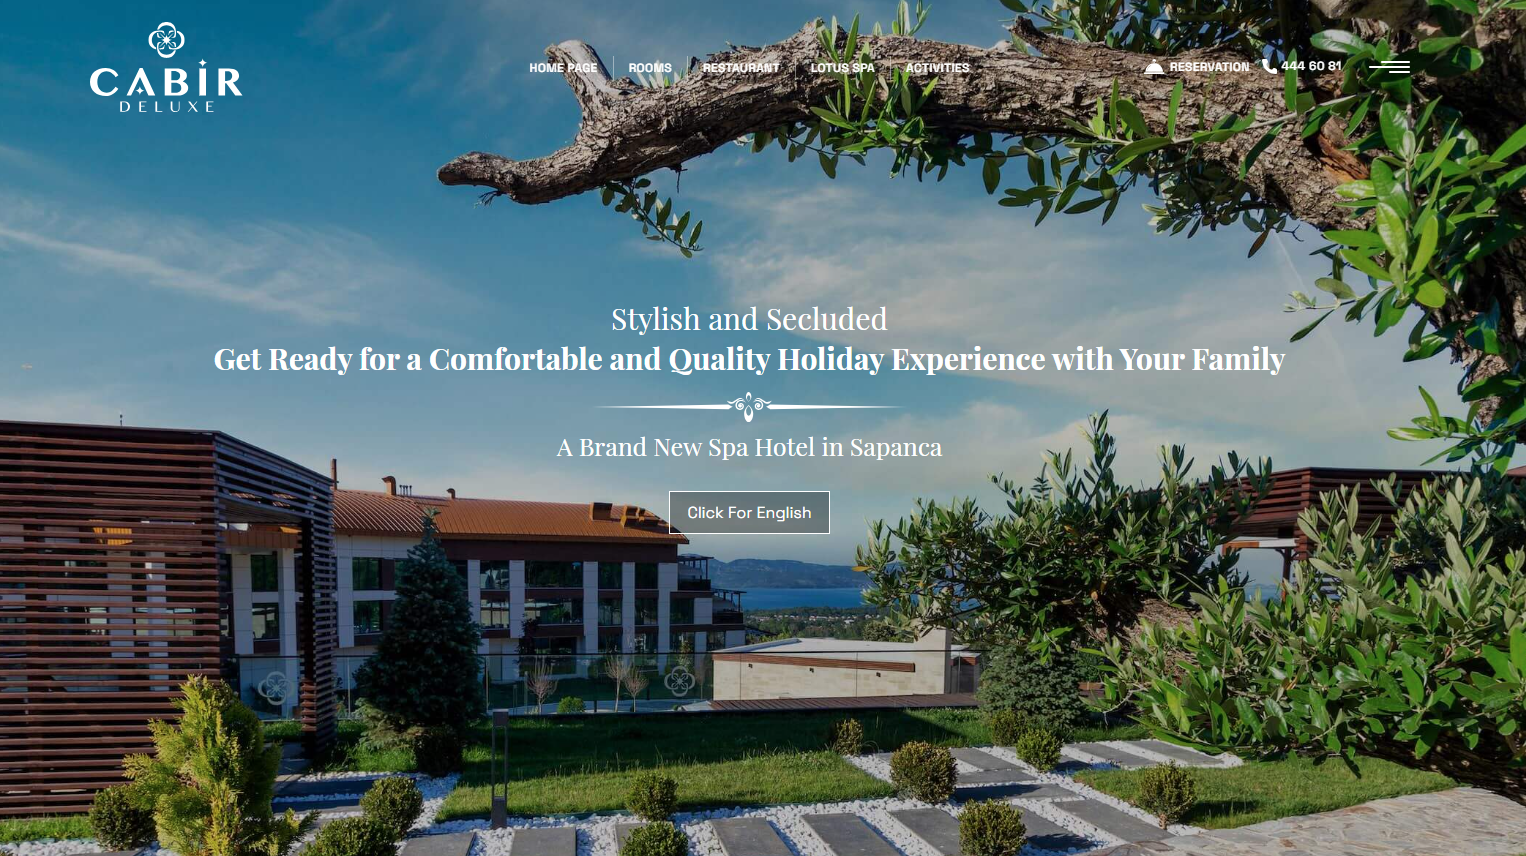 CABİR
DELUXE
HOME PAGE
ROOMS
RESTAURANT
LOTUS SPA
ACTIVITIES
RESERVATION
444 60 81
Stylish and Secluded
Get Ready for a Comfortable and Quality Holiday Experience with Your Family
A Brand New Spa Hotel in Sapanca
Click For English